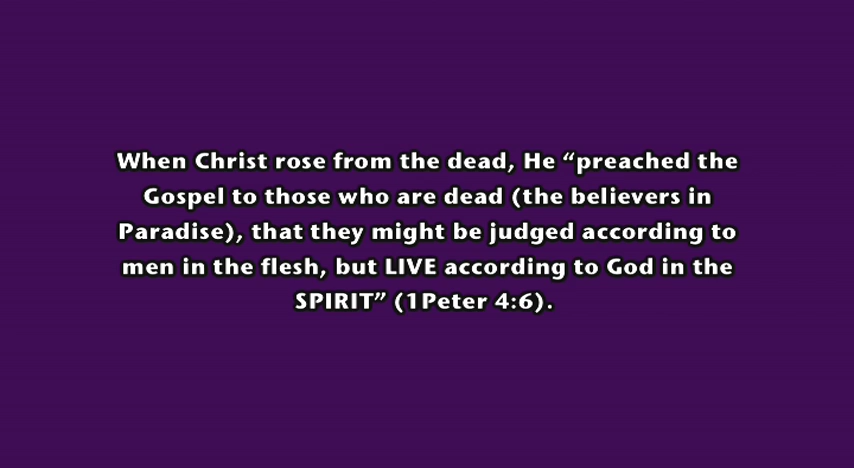 When Christ rose from the dead, He “preached the
Gospel to those who are dead (the believers in
Paradise), that they might be judged according to
men in the flesh, but LIVE according to God in the
SPIRIT” (1Peter 4:6).